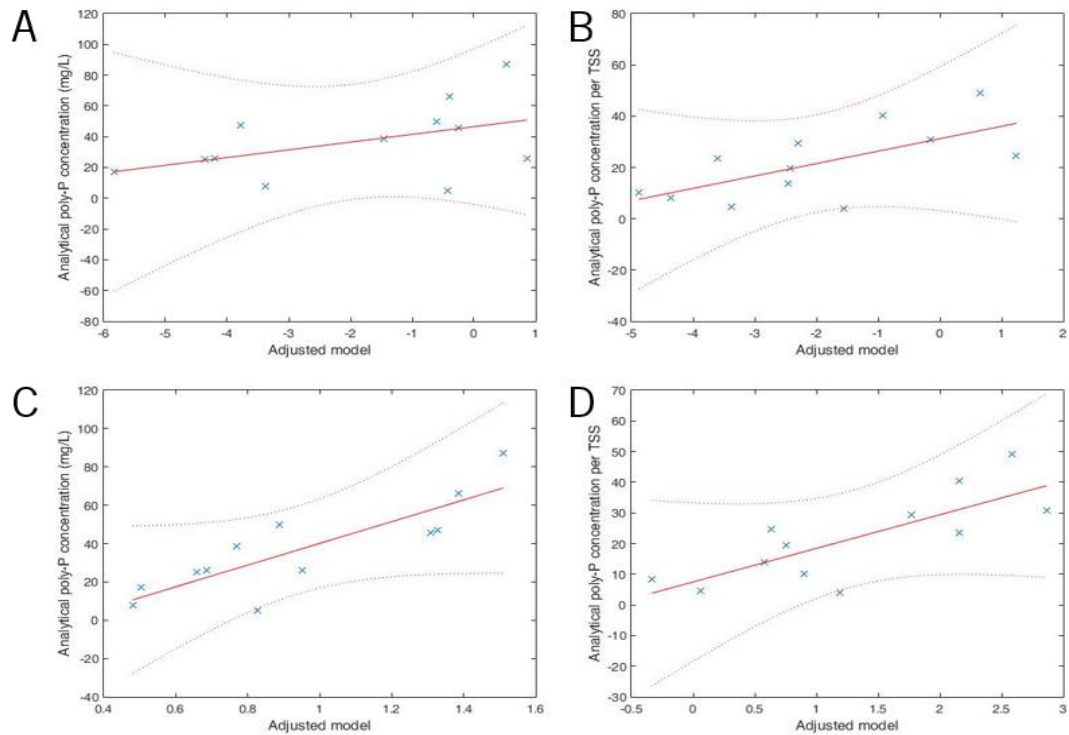 A
Analytical poly-P concentration (mg/L)
120
100
80
60
40
20
0
-20
-40
-60
-80
-6 -5 -4 -3 -2 -1 0 1
Adjusted model
B
Analytical poly-P concentration per TSS
80
60
40
20
0
-20
-40
-5 -4 -3 -2 -1 0 1 2
Adjusted model
C
Analytical poly-P concentration (mg/L)
120
100
80
60
40
20
0
-20
-40
0.4 0.6 0.8 1 1.2 1.4 1.6
Adjusted model
D
Analytical poly-P concentration per TSS
70
60
50
40
30
20
10
0
-10
-20
-30
-0.5 0 0.5 1 1.5 2 2.5 3
Adjusted model